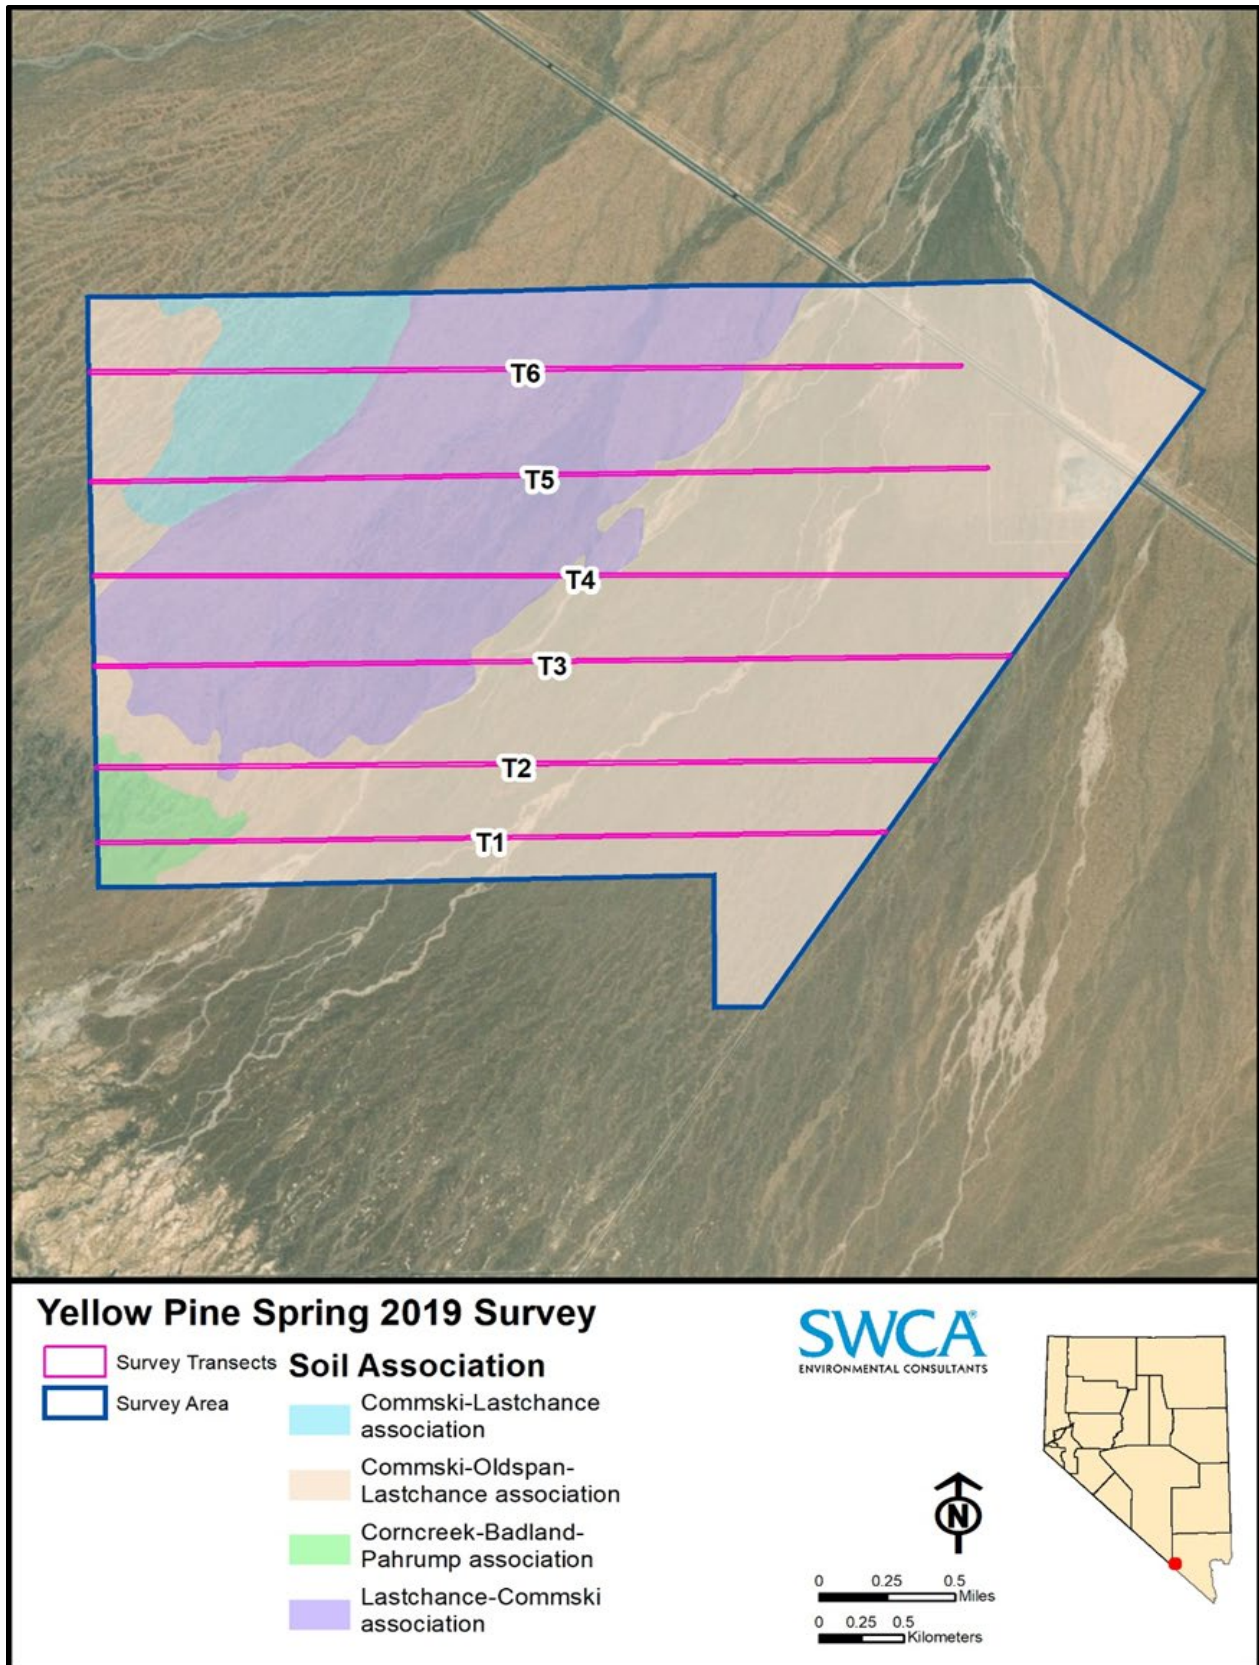 T6
T5
T4
T3
T2
T1
Yellow Pine Spring 2019 Survey
Survey Transects
Survey Area
Soil Association
Commski-Lastchance
association
Commski-Oldspan-
Lastchance association
Corncreek-Badland-
Pahrump association
Lastchance-Commski
association
SWCA®
ENVIRONMENTAL CONSULTANTS
N
0 0.25 0.5
Miles
0 0.25 0.5
Kilometers